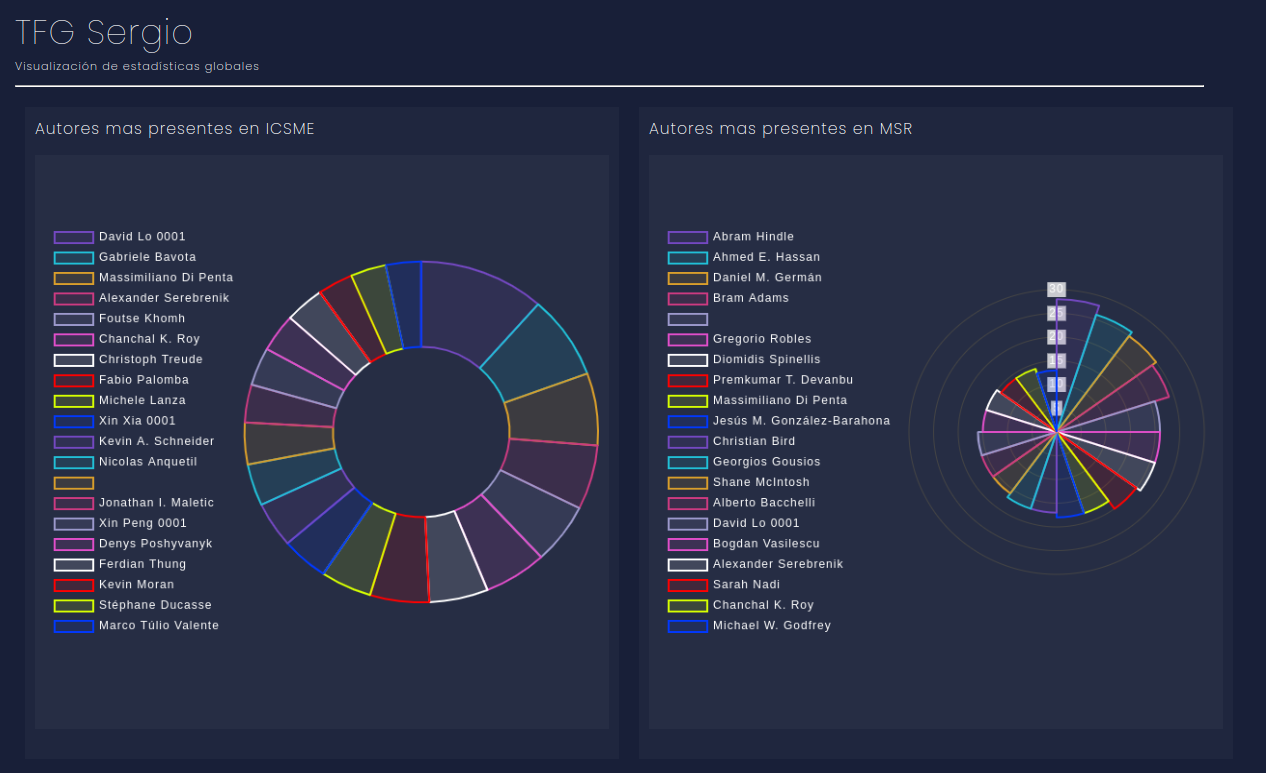 TFG Sergio
Visualización de estadísticas globales
Autores mas presentes en ICSME
David Lo 0001
Gabriele Bavota
Massimiliano Di Penta
Alexander Serebrenik
Foutse Khomh
Chanchal K. Roy
Christoph Treude
Fabio Palomba
Michele Lanza
Xin Xia 0001
Kevin A. Schneider
Nicolas Anquetil
Jonathan I. Maletic
Xin Peng 0001
Denys Poshyvanyk
Ferdian Thung
Kevin Moran
Stéphane Ducasse
Marco Túlio Valente
Autores mas presentes en MSR
Abram Hindle
Ahmed E. Hassan
Daniel M. Germán
Bram Adams
Gregorio Robles
Diomidis Spinellis
Premkumar T. Devanbu
Massimiliano Di Penta
Jesús M. González-Barahona
Christian Bird
Georgios Gousios
Shane McIntosh
Alberto Bacchelli
David Lo 0001
Bogdan Vasilescu
Alexander Serebrenik
Sarah Nadi
Chanchal K. Roy
Michael W. Godfrey
30
25
20
15
10